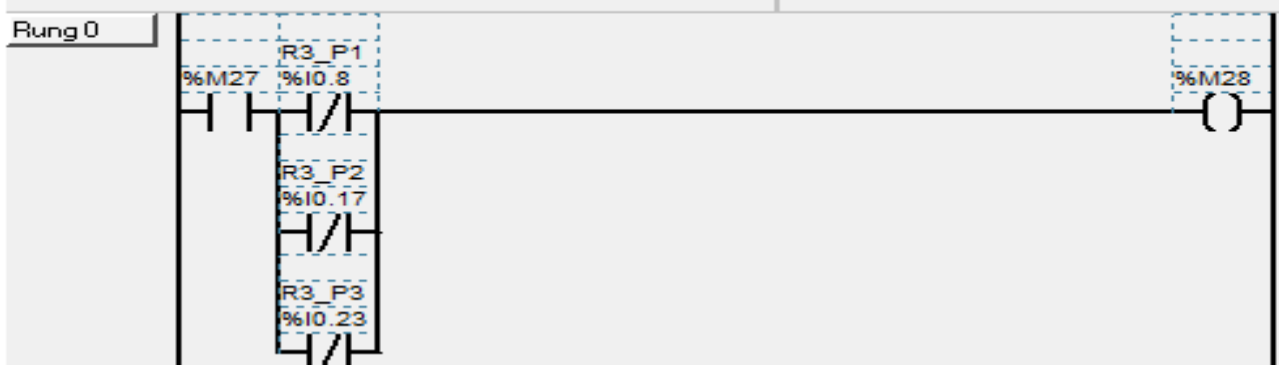 Rung 0
R3_P1
%M27 %I0.8 %M28
R3_P2
%I0.17
R3_P3
%I0.23